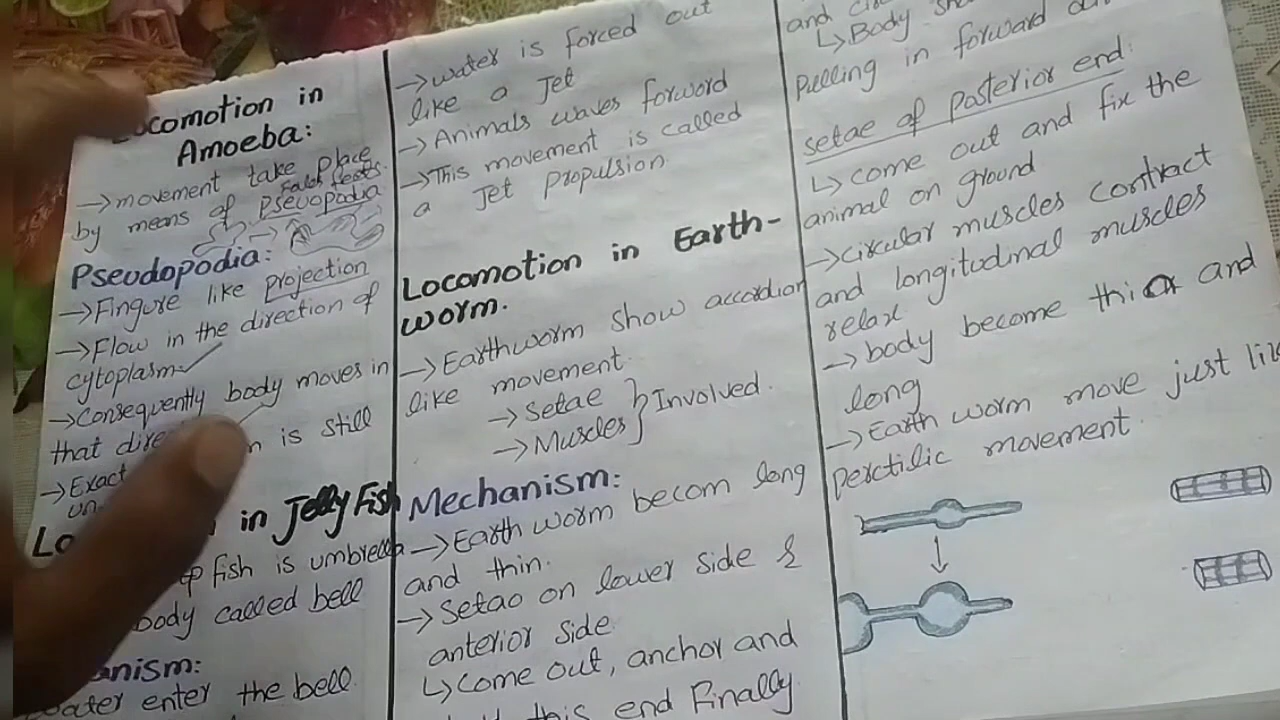 Locomotion in
Amoeba:
→movement take place
False feets.
by means of Pseuopodia
Pseudopodia:
→Fingure like projection
→Flow in the direction of
cytoplasm
→Consequently body moves in
that is still
→Exact
un
in Jelly Fish
fish is umbrella
body called bell
anism:
water enter the bell
→water is forced out
like a Jet
→Animals waves forward
→This movement is called
a Jet Propulsion
Locomotion in Earth-
worm.
→Earthworm show accordion
like movement.
→Setae
→Muscles } Involved.
Mechanism:
→Earth worm becom long
and thin.
→Setao on lower side &
anterior side
↳Come out, anchor and
this end Finally
and
↳Body
Pulling in forward
setae of Posterior end:
↳come out and fix the
animal on ground
→circular muscles contract
and longitudinal muscles
relax
→body become and
long
→Earth worm move just like
Perctilic movement